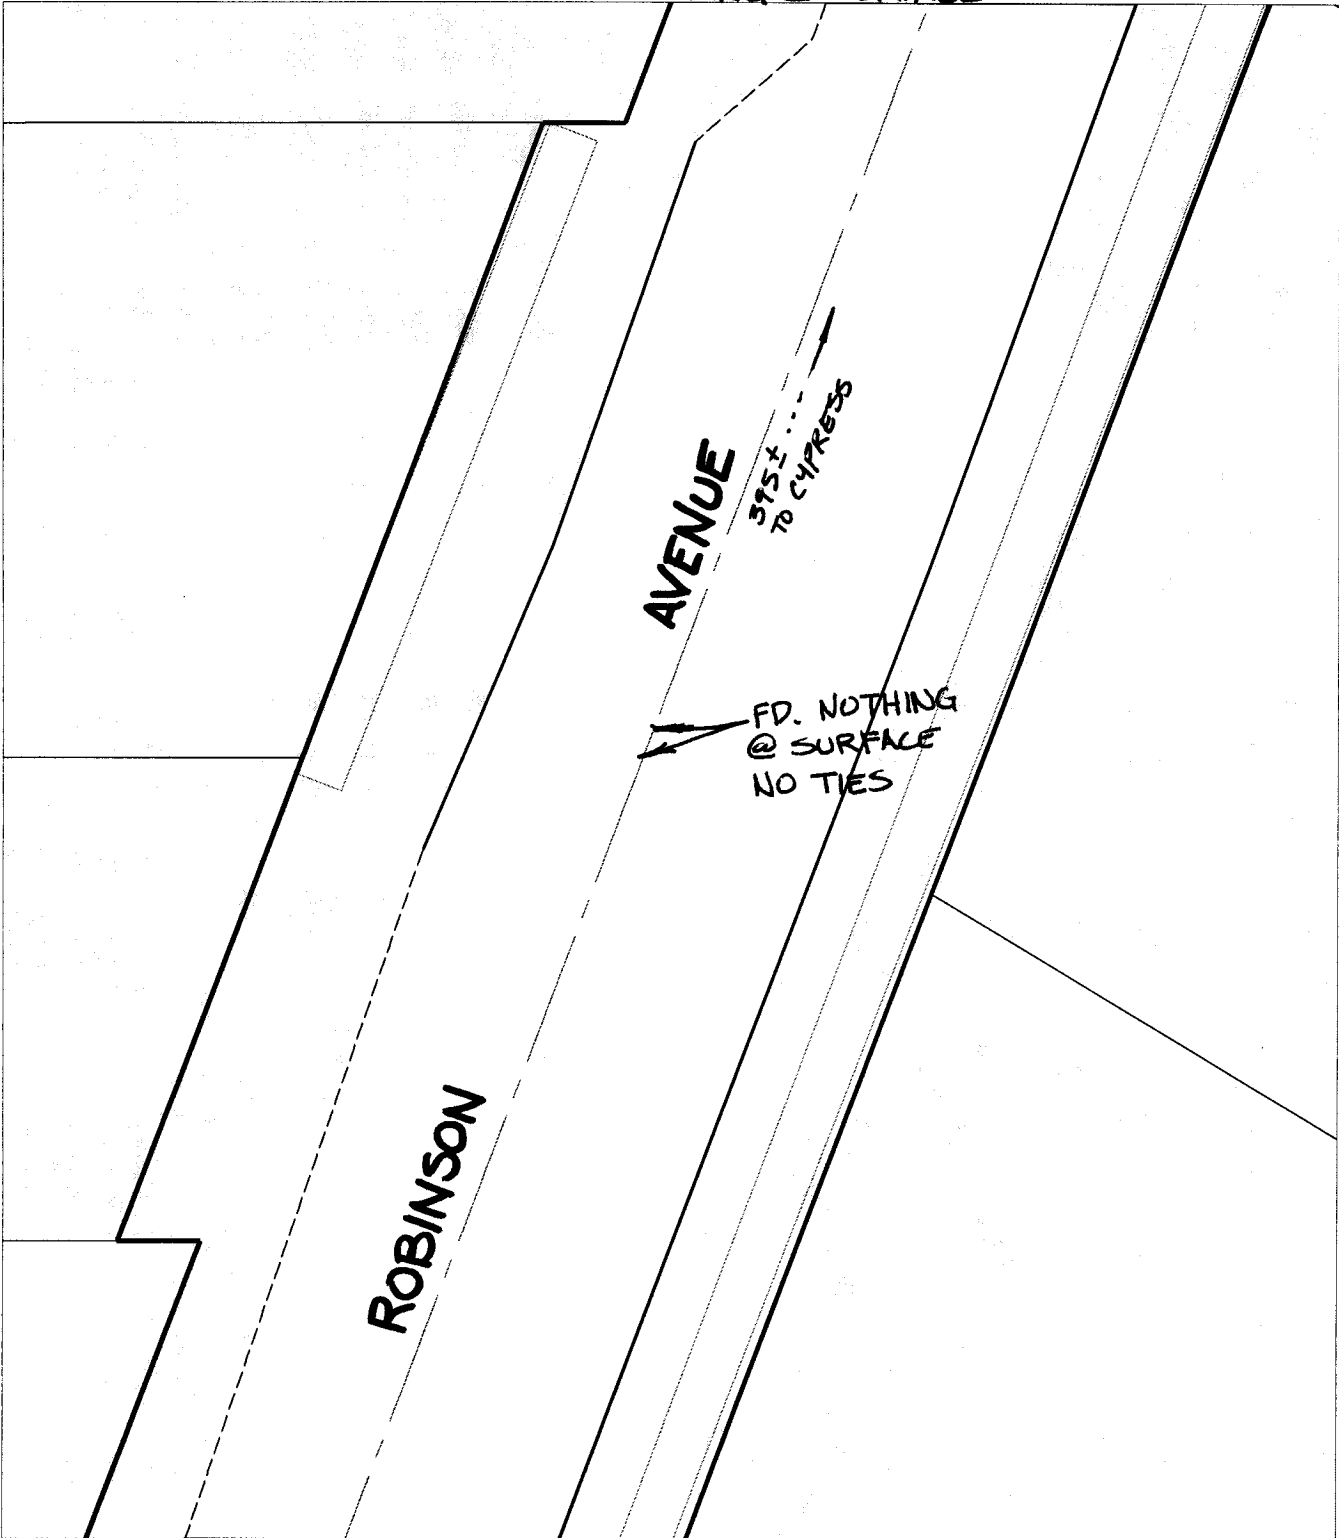 AVENUE
395± ...
TO CYPRESS
FD. NOTHING
@ SURFACE
NO TIES
ROBINSON